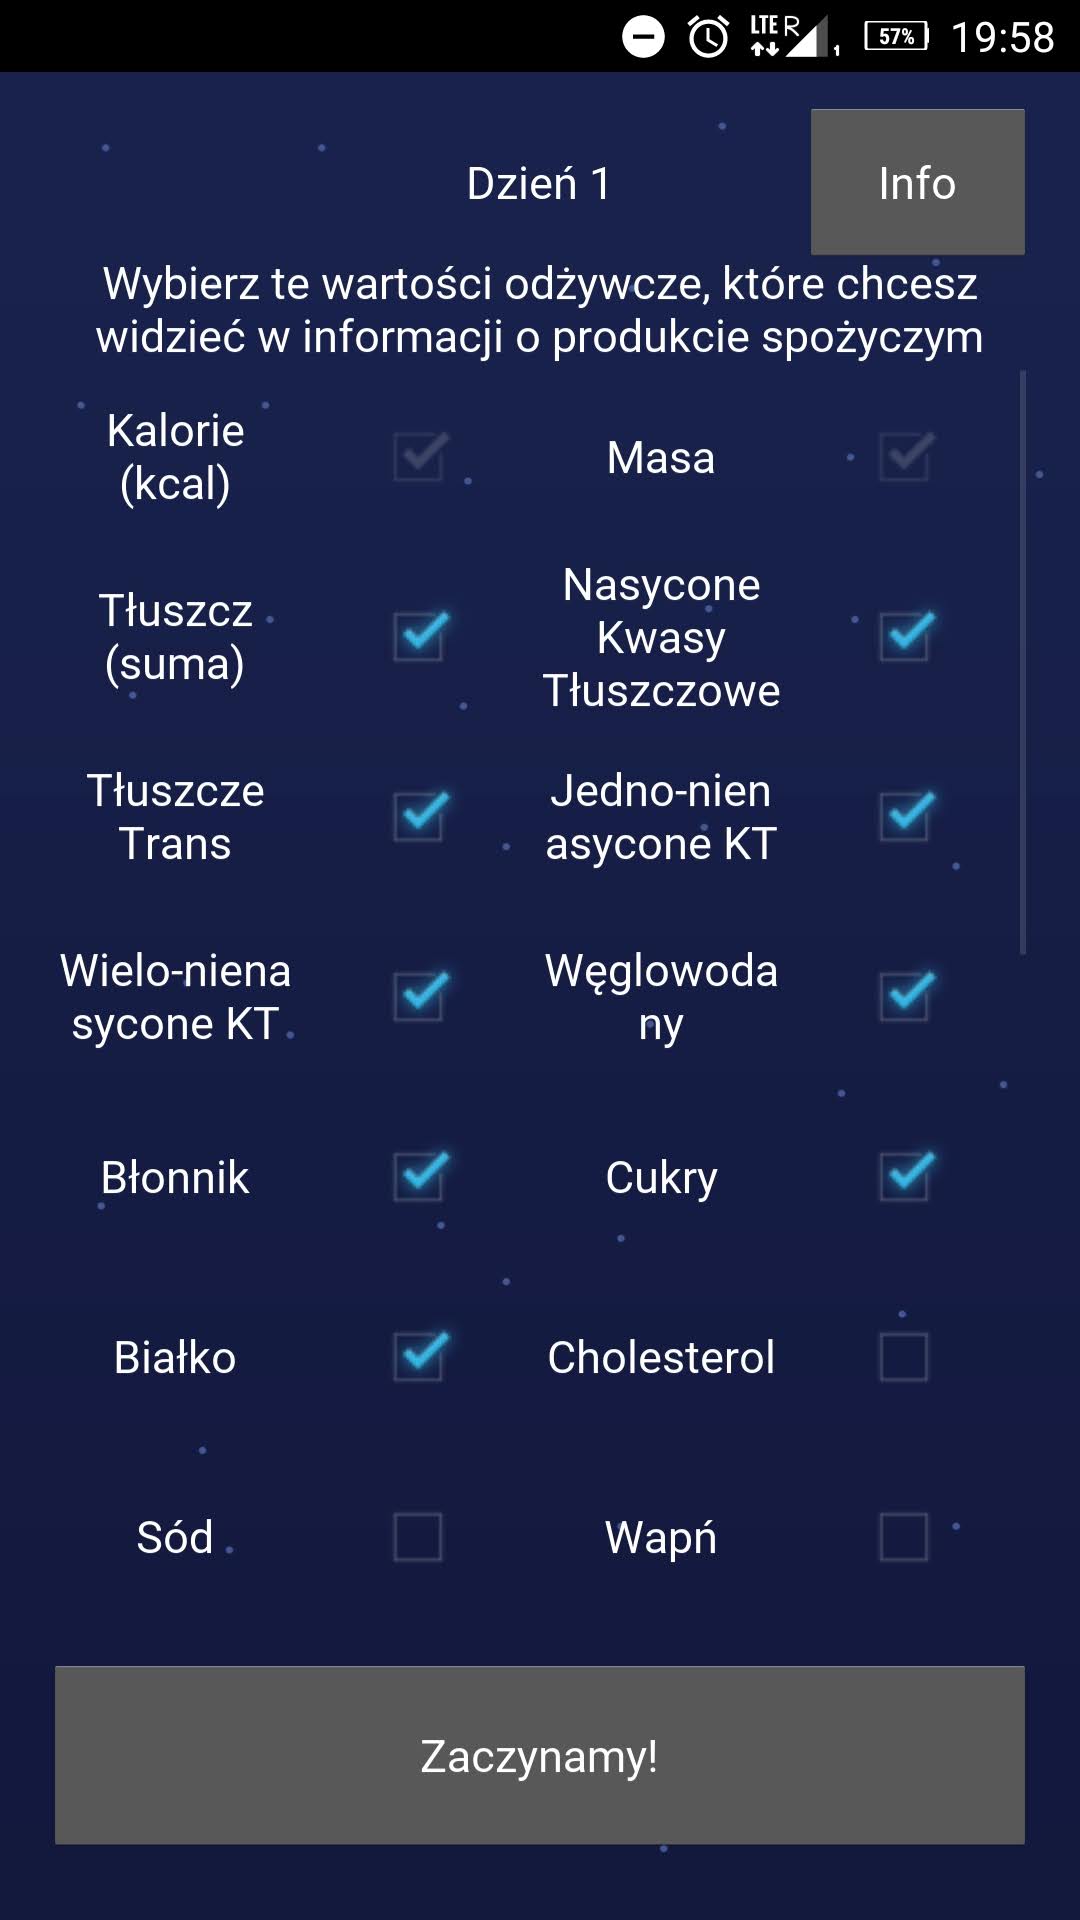 LTE R 1 57% 19:58
Dzień 1
Info
Wybierz te wartości odżywcze, które chcesz
widzieć w informacji o produkcie spożyczym
Kalorie
(kcal)
Masa
Tłuszcz
(suma)
Nasycone
Kwasy
Tłuszczowe
Tłuszcze
Trans
Jedno-nien
asycone KT
Wielo-niena
sycone KT
Węglowoda
ny
Błonnik
Cukry
Białko
Cholesterol
Sód
Wapń
Zaczynamy!